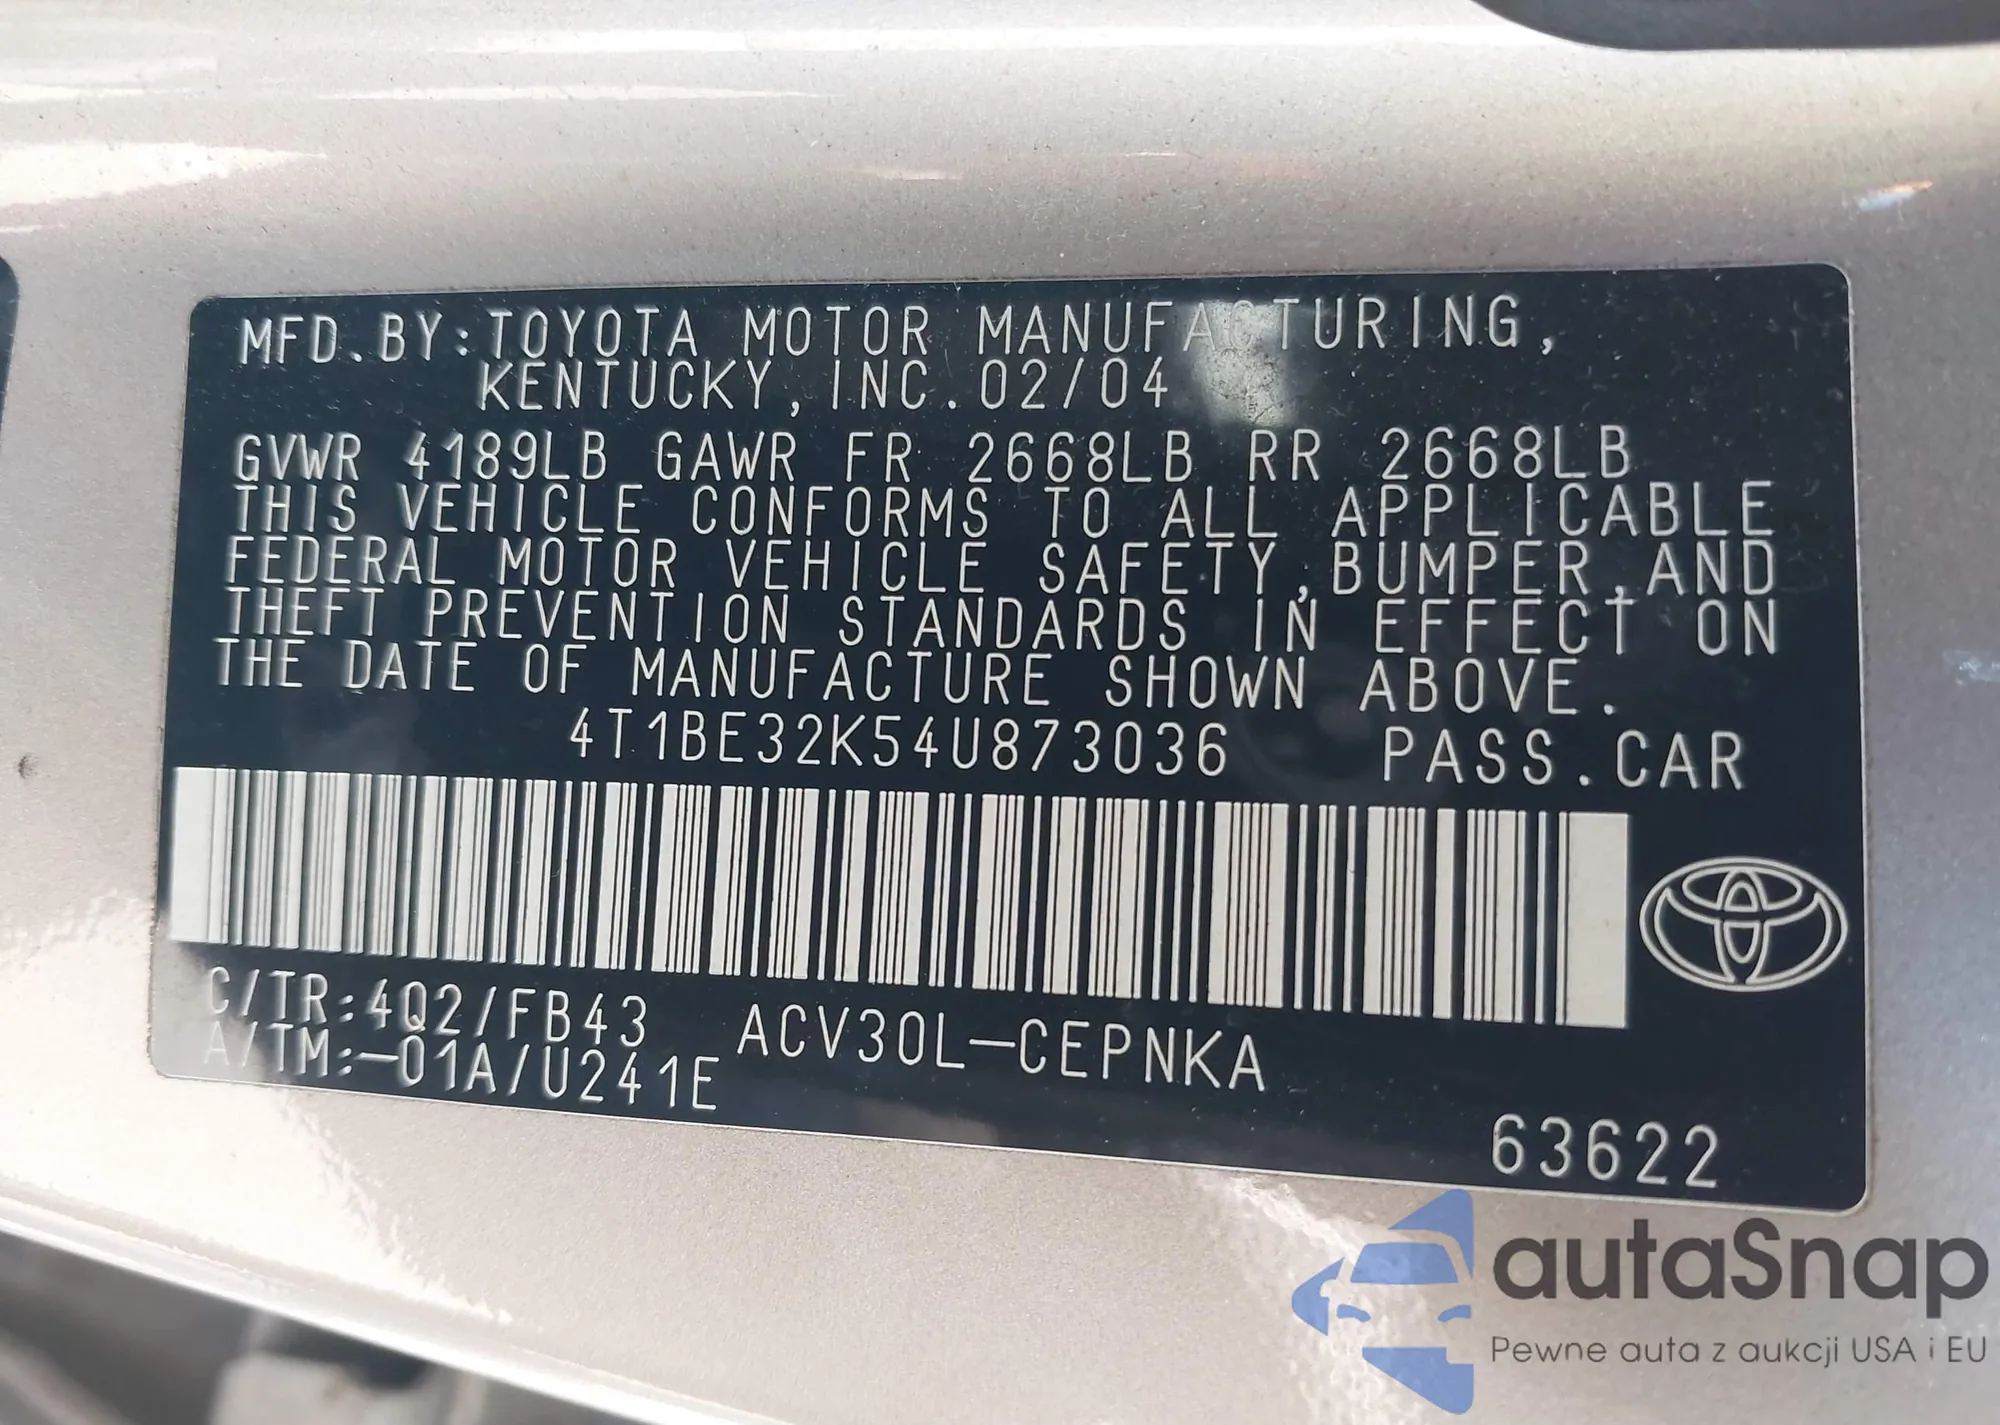 MFD.BY:TOYOTA MOTOR MANUFACTURING,
KENTUCKY, INC. 02/04
GVWR 4189LB GAWR FR 2668LB RR 2668LB
THIS VEHICLE CONFORMS TO ALL APPLICABLE
FEDERAL MOTOR VEHICLE SAFETY,BUMPER,AND
THEFT PREVENTION STANDARDS IN EFFECT ON
THE DATE OF MANUFACTURE SHOWN ABOVE.
4T1BE32K54U873036 PASS.CAR
C/TR:4Q2/FB43 ACV30L-CEPNKA
A/TM:-01A/U241E
63622
autaSnap
Pewne auta z aukcji USA i EU